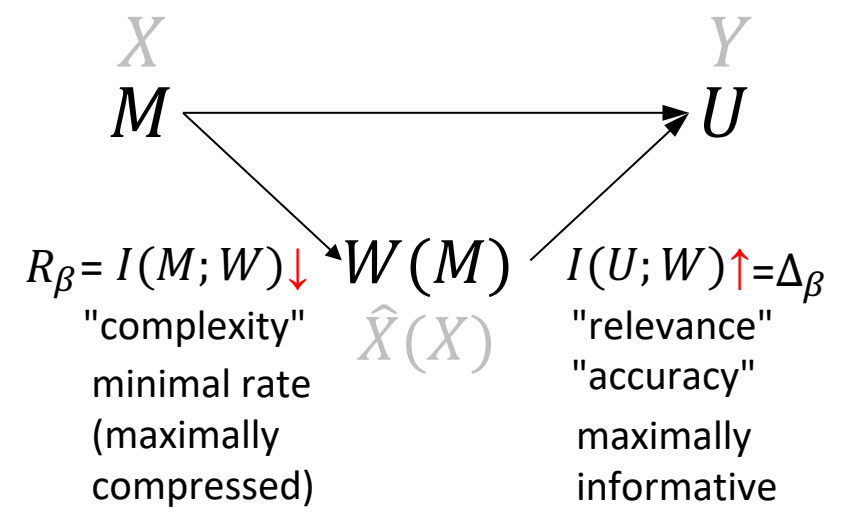 X Y
M U
R_β = I(M; W)↓ W(M) I(U; W)↑=Δ_β
"complexity" X̂(X) "relevance"
minimal rate "accuracy"
(maximally maximally
compressed) informative